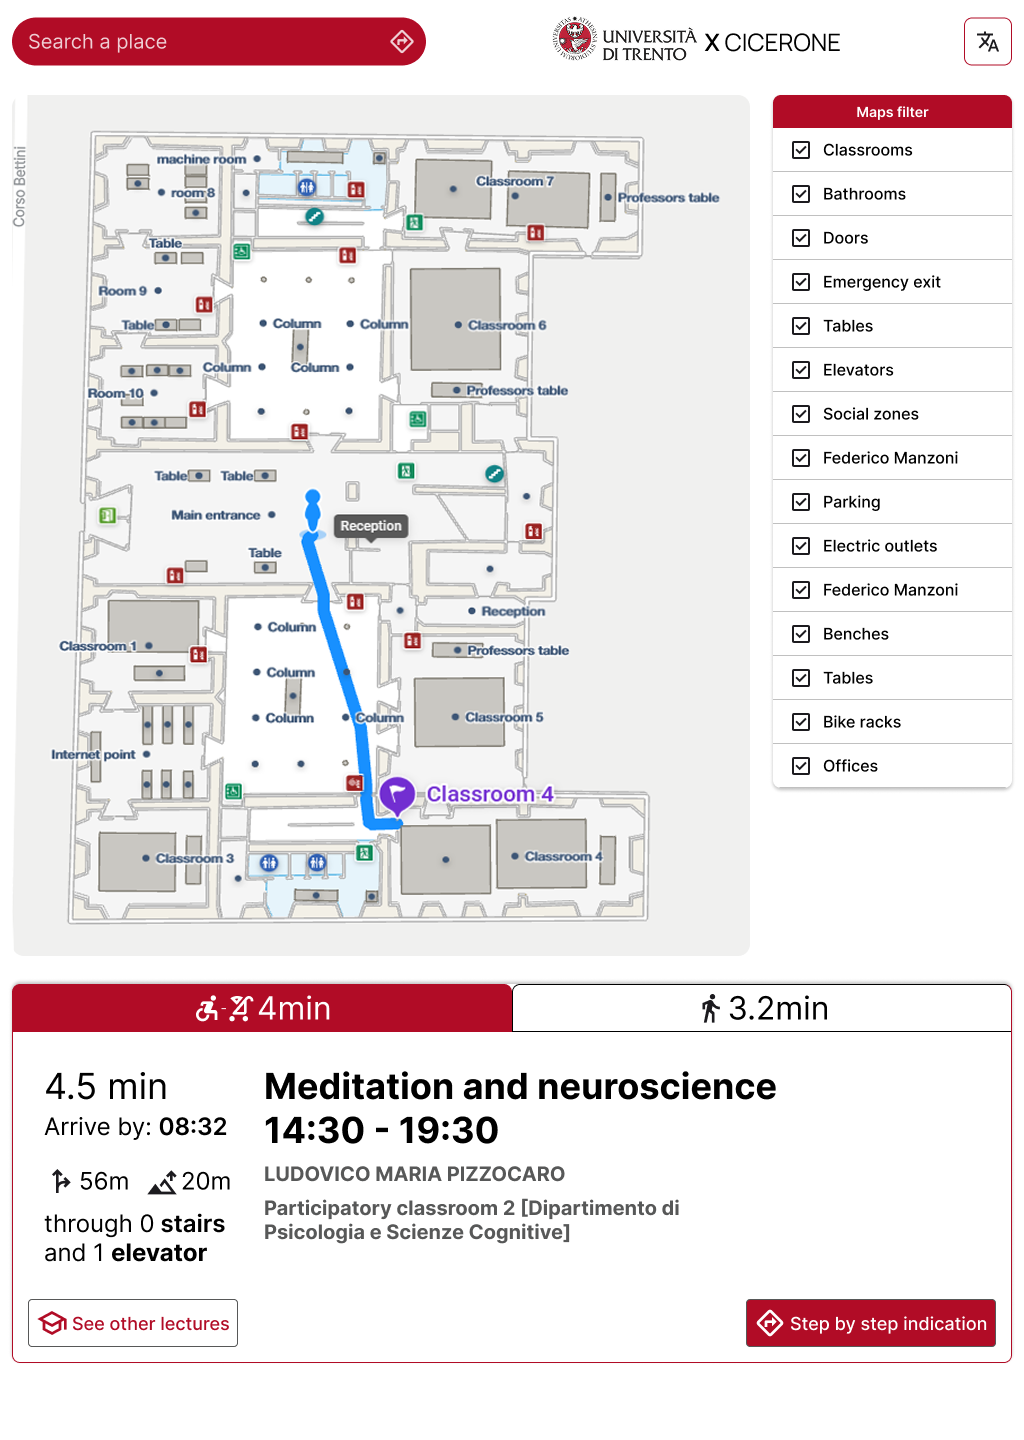 Search a place
UNIVERSITÀ
DI TRENTO
X CICERONE
Corso Bettini
machine room
room 8
Classroom 7
Professors table
Table
Room 9
Table
Column
Column
Classroom 6
Column
Column
Room 10
Professors table
Table
Table
Main entrance
Reception
Table
Column
Reception
Classroom 1
Professors table
Column
Column
Column
Classroom 5
Internet point
Classroom 4
Classroom 3
Classroom 4
Maps filter
Classrooms
Bathrooms
Doors
Emergency exit
Tables
Elevators
Social zones
Federico Manzoni
Parking
Electric outlets
Federico Manzoni
Benches
Tables
Bike racks
Offices
- 4min
3.2min
4.5 min
Arrive by: 08:32
56m 20m
through 0 stairs
and 1 elevator
Meditation and neuroscience
14:30 - 19:30
LUDOVICO MARIA PIZZOCARO
Participatory classroom 2 [Dipartimento di
Psicologia e Scienze Cognitive]
See other lectures
Step by step indication